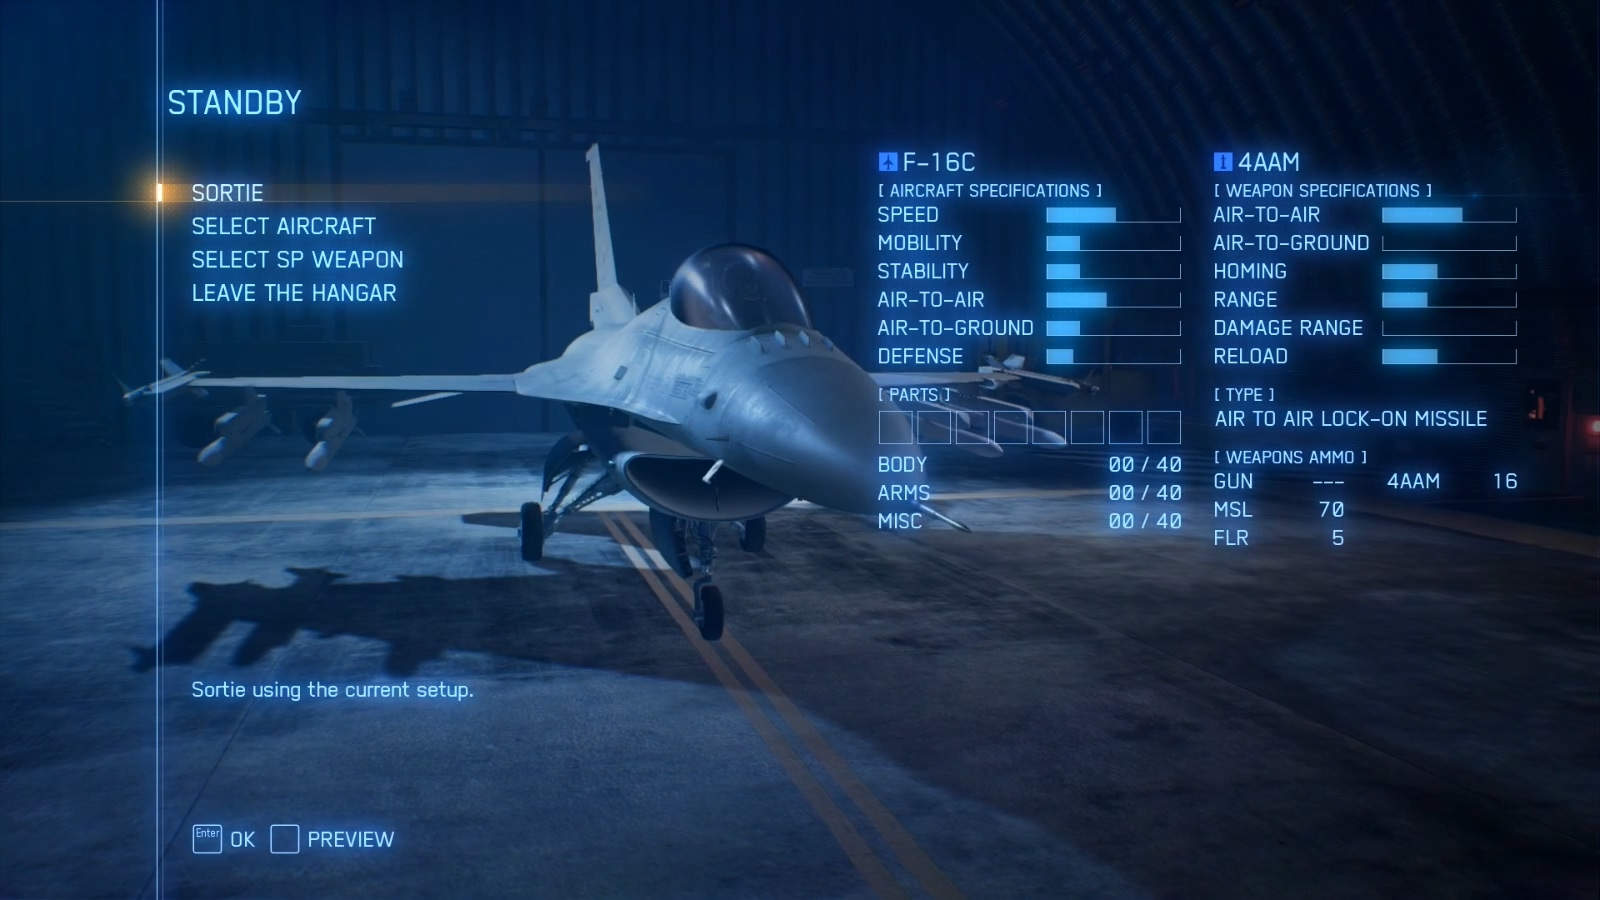 STANDBY
SORTIE
SELECT AIRCRAFT
SELECT SP WEAPON
LEAVE THE HANGAR
F-16C
[ AIRCRAFT SPECIFICATIONS ]
SPEED
MOBILITY
STABILITY
AIR-TO-AIR
AIR-TO-GROUND
DEFENSE
[ PARTS ]
BODY 00 / 40
ARMS 00 / 40
MISC 00 / 40
4AAM
[ WEAPON SPECIFICATIONS ]
AIR-TO-AIR
AIR-TO-GROUND
HOMING
RANGE
DAMAGE RANGE
RELOAD
[ TYPE ]
AIR TO AIR LOCK-ON MISSILE
[ WEAPONS AMMO ]
GUN --- 4AAM 16
MSL 70
FLR 5
Sortie using the current setup.
Enter OK PREVIEW